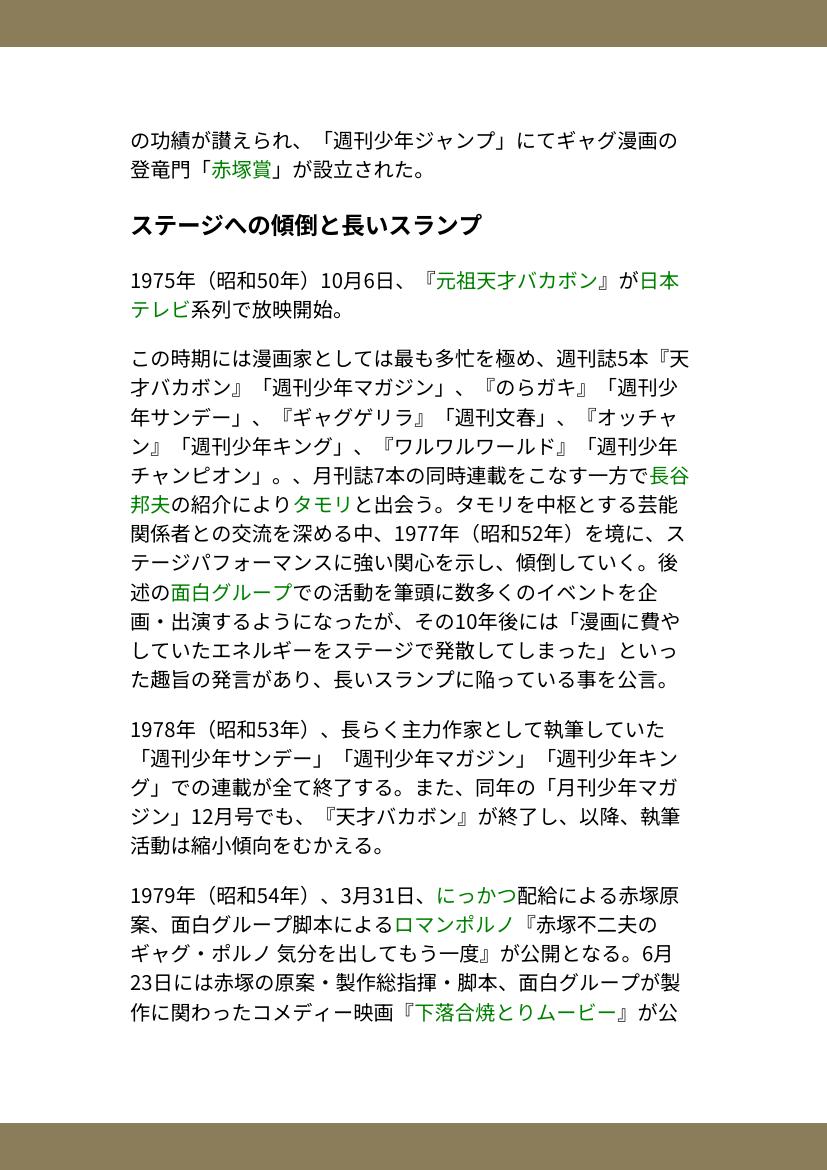 の功績が讃えられ、「週刊少年ジャンプ」にてギャグ漫画の
登竜門「赤塚賞」が設立された。
ステージへの傾倒と長いスランプ
1975年（昭和50年）10月6日、『元祖天才バカボン』が日本
テレビ系列で放映開始。
この時期には漫画家としては最も多忙を極め、週刊誌5本『天
才バカボン』「週刊少年マガジン」、『のらガキ』「週刊少
年サンデー」、『ギャグゲリラ』「週刊文春」、『オッチャ
ン』「週刊少年キング」、『ワルワルワールド』「週刊少年
チャンピオン」。、月刊誌7本の同時連載をこなす一方で長谷
邦夫の紹介によりタモリと出会う。タモリを中枢とする芸能
関係者との交流を深める中、1977年（昭和52年）を境に、ス
テージパフォーマンスに強い関心を示し、傾倒していく。後
述の面白グループでの活動を筆頭に数多くのイベントを企
画・出演するようになったが、その10年後には「漫画に費や
していたエネルギーをステージで発散してしまった」といっ
た趣旨の発言があり、長いスランプに陥っている事を公言。
1978年（昭和53年）、長らく主力作家として執筆していた
「週刊少年サンデー」「週刊少年マガジン」「週刊少年キン
グ」での連載が全て終了する。また、同年の「月刊少年マガ
ジン」12月号でも、『天才バカボン』が終了し、以降、執筆
活動は縮小傾向をむかえる。
1979年（昭和54年）、3月31日、にっかつ配給による赤塚原
案、面白グループ脚本によるロマンポルノ『赤塚不二夫の
ギャグ・ポルノ 気分を出してもう一度』が公開となる。6月
23日には赤塚の原案・製作総指揮・脚本、面白グループが製
作に関わったコメディー映画『下落合焼とりムービー』が公